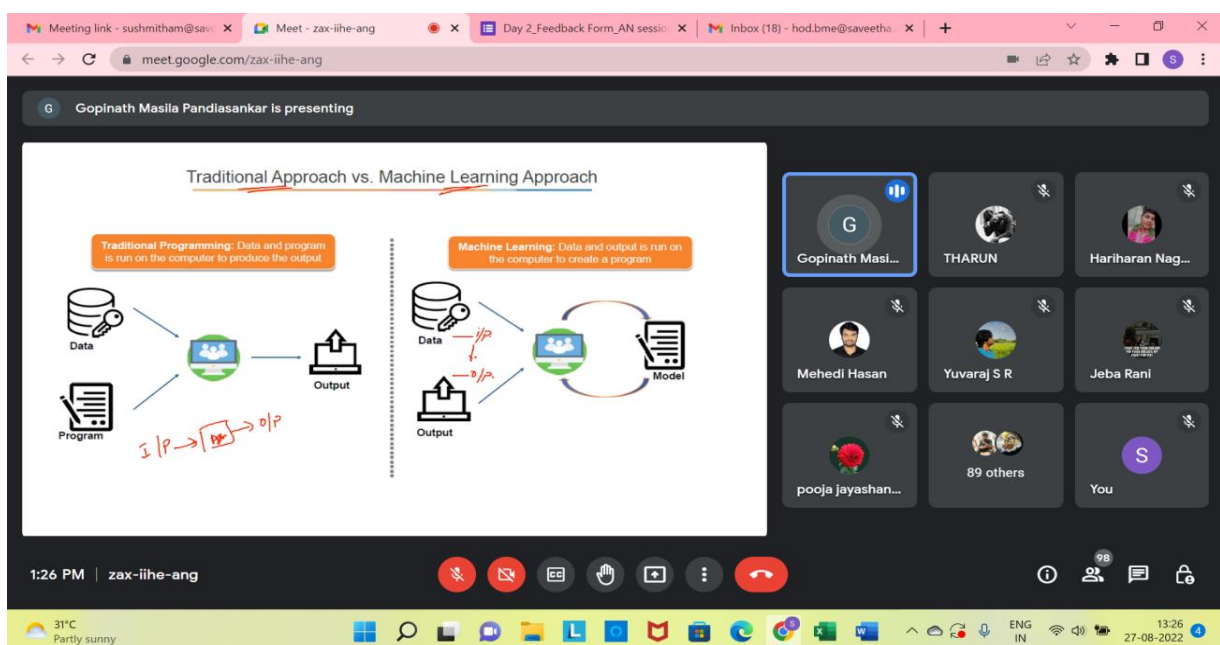 Meeting link - sushmitham@save
Meet - zax-iihe-ang
Day 2_Feedback Form_AN sessio
Inbox (18) - hod.bme@saveetha.
meet.google.com/zax-iihe-ang
S
G
Gopinath Masila Pandiasankar is presenting
Traditional Approach vs. Machine Learning Approach
Traditional Programming: Data and program
is run on the computer to produce the output
Data
Program
Output
I/P → → O/P
Machine Learning: Data and output is run on
the computer to create a program
Data
i/p.
o/p.
Output
Model
G
Gopinath Masi...
THARUN
Hariharan Nag...
Mehedi Hasan
Yuvaraj S R
Jeba Rani
pooja jayashan...
89 others
S
You
1:26 PM | zax-iihe-ang
CC
98
31°C
Partly sunny
L
S
ENG
IN
13:26
27-08-2022
4